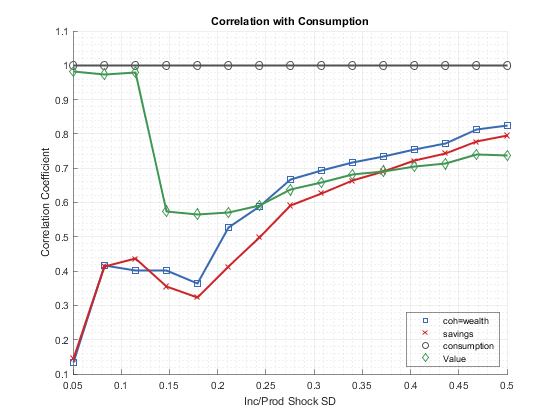 Correlation with Consumption
1.1
1
0.9
0.8
0.7
0.6
0.5
0.4
0.3
0.2
0.1
Correlation Coefficient
0.05 0.1 0.15 0.2 0.25 0.3 0.35 0.4 0.45 0.5
Inc/Prod Shock SD
coh=wealth
savings
consumption
Value